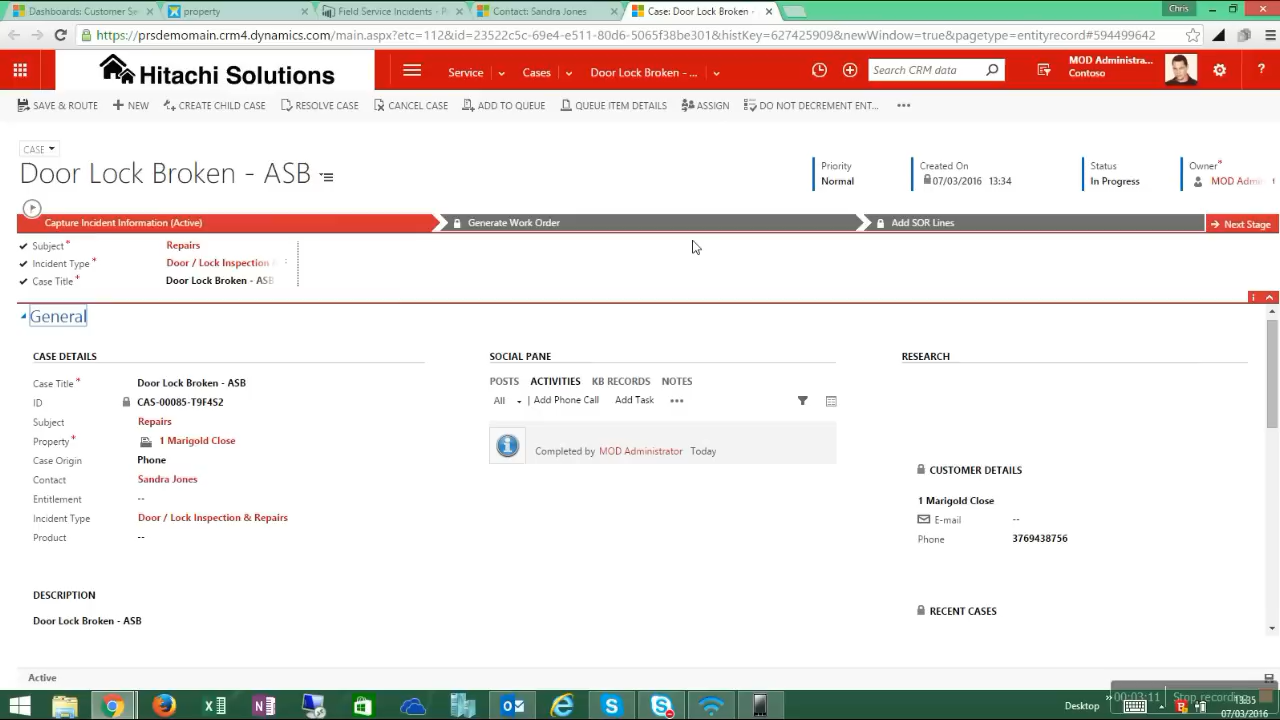 Dashboards: Customer Se
property
Field Service Incidents - P
Contact: Sandra Jones
Case: Door Lock Broken -
Chris
https://prsdemomain.crm4.dynamics.com/main.aspx?etc=112&id=23522c5c-69e4-e511-80d6-5065f38be301&histKey=627425909&newWindow=true&pagetype=entityrecord#594499642
Hitachi Solutions
Service
Cases
Door Lock Broken - ...
Search CRM data
MOD Administra...
Contoso
?
SAVE & ROUTE
NEW
CREATE CHILD CASE
RESOLVE CASE
CANCEL CASE
ADD TO QUEUE
QUEUE ITEM DETAILS
ASSIGN
DO NOT DECREMENT ENT...
CASE
Door Lock Broken - ASB
Priority
Normal
Created On
07/03/2016 13:34
Status
In Progress
Owner*
MOD Admi
Capture Incident Information (Active)
Generate Work Order
Add SOR Lines
Next Stage
Subject* Repairs
Incident Type* Door / Lock Inspection
Case Title* Door Lock Broken - ASB
General
CASE DETAILS
Case Title* Door Lock Broken - ASB
ID CAS-00085-T9F4S2
Subject Repairs
Property* 1 Marigold Close
Case Origin Phone
Contact Sandra Jones
Entitlement --
Incident Type Door / Lock Inspection & Repairs
Product --
DESCRIPTION
Door Lock Broken - ASB
SOCIAL PANE
POSTS ACTIVITIES KB RECORDS NOTES
All | Add Phone Call Add Task
Completed by MOD Administrator Today
RESEARCH
CUSTOMER DETAILS
1 Marigold Close
E-mail --
Phone 3769438756
RECENT CASES
Active
Desktop
00:03:11
Stop recording
13:35
07/03/2016